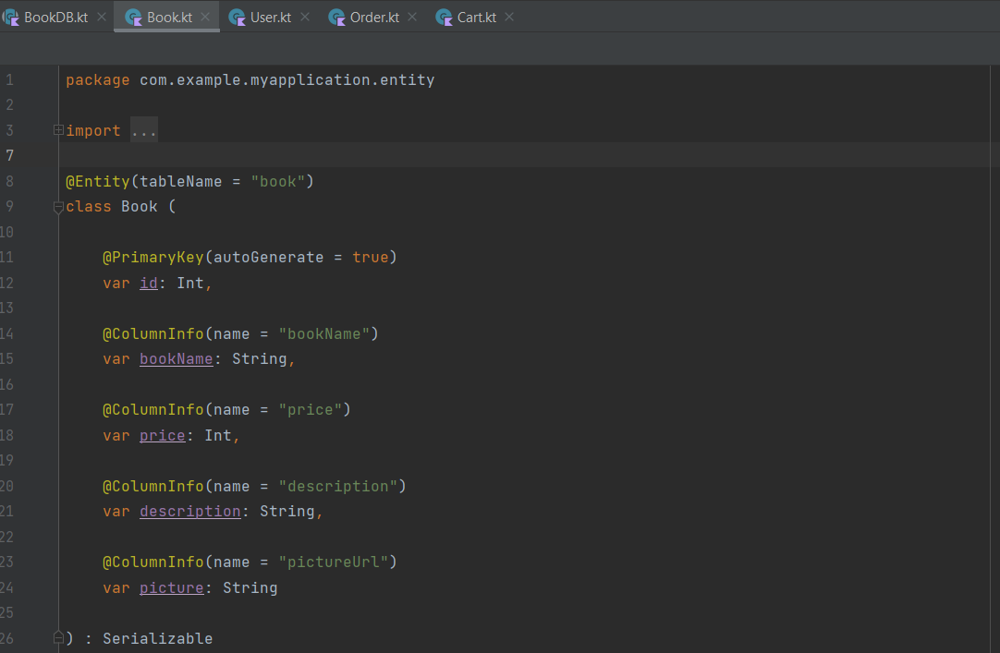 BookDB.kt Book.kt User.kt Order.kt Cart.kt
1 package com.example.myapplication.entity
2
3 import ...
7
8 @Entity(tableName = "book")
9 class Book (
10
11 @PrimaryKey(autoGenerate = true)
12 var id: Int,
13
14 @ColumnInfo(name = "bookName")
15 var bookName: String,
16
17 @ColumnInfo(name = "price")
18 var price: Int,
19
20 @ColumnInfo(name = "description")
21 var description: String,
22
23 @ColumnInfo(name = "pictureUrl")
24 var picture: String
25
26 ) : Serializable